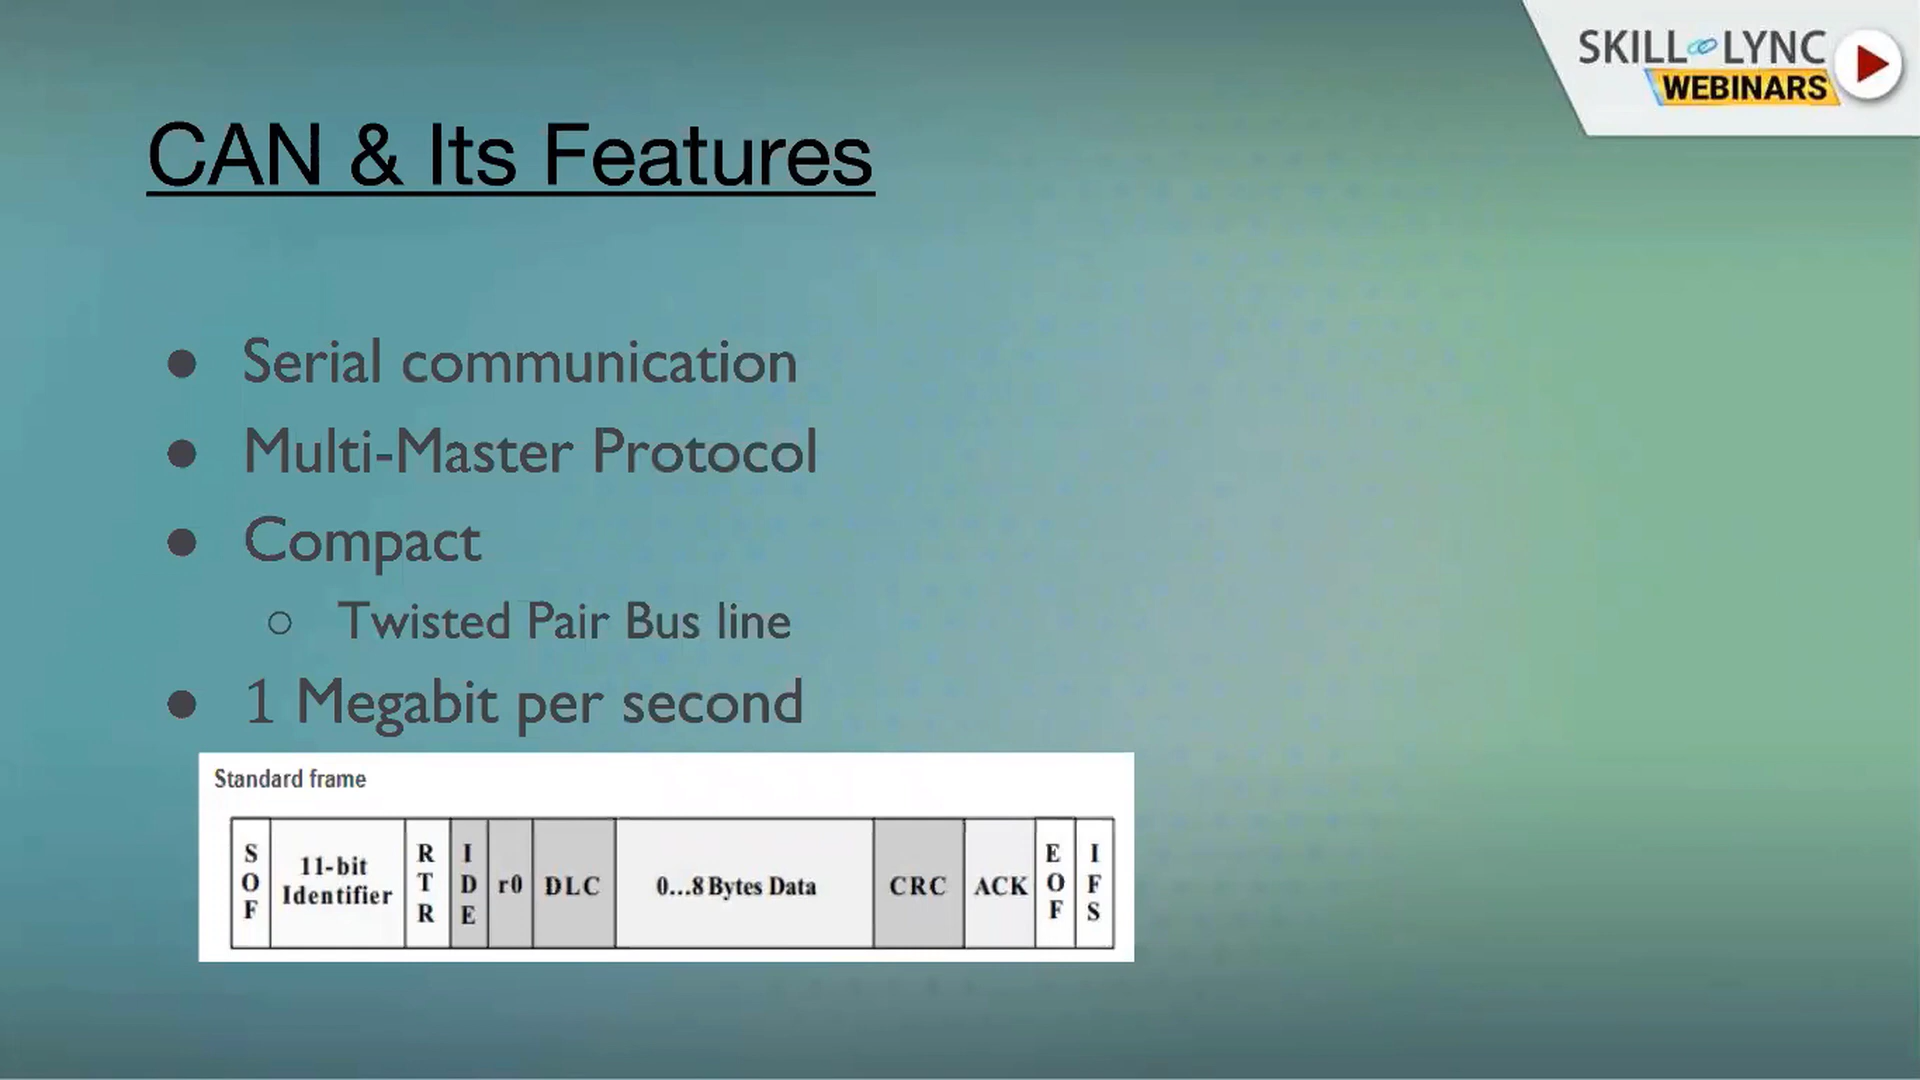 SKILL LYNC
WEBINARS
CAN & Its Features
● Serial communication
● Multi-Master Protocol
● Compact
○ Twisted Pair Bus line
● 1 Megabit per second
Standard frame
SOF 11-bit Identifier RTR IDE r0 DLC 0...8 Bytes Data CRC ACK EOF IFS